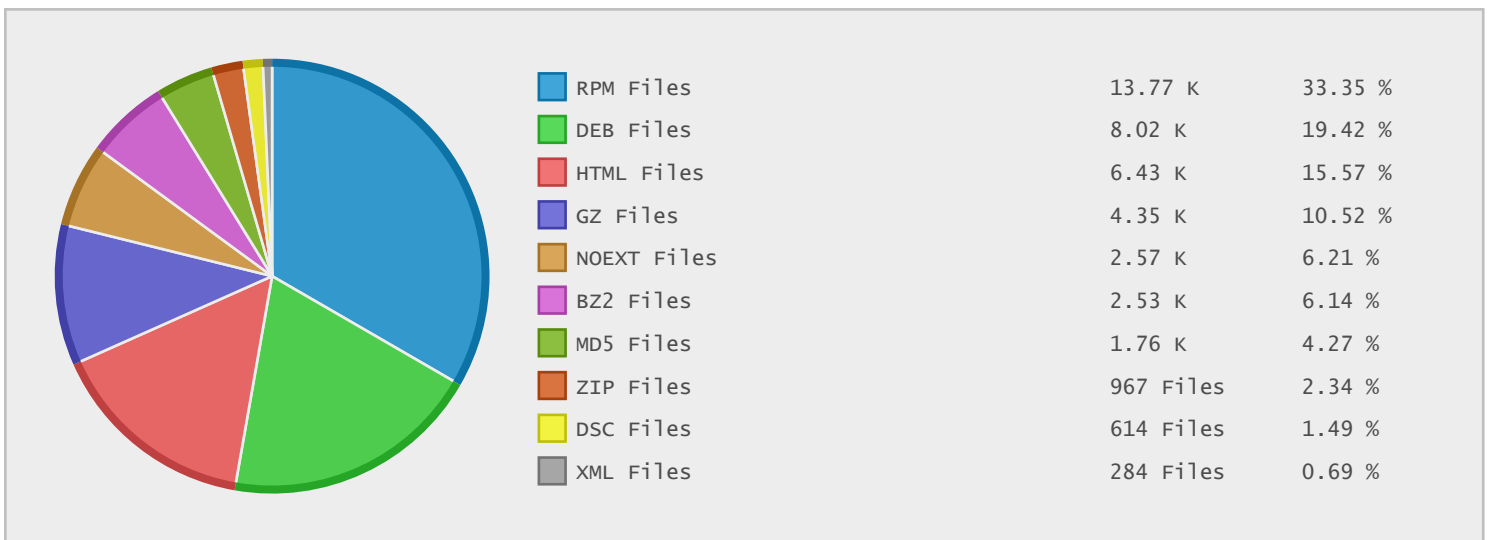 RPM Files 13.77 K 33.35 %
DEB Files 8.02 K 19.42 %
HTML Files 6.43 K 15.57 %
GZ Files 4.35 K 10.52 %
NOEXT Files 2.57 K 6.21 %
BZ2 Files 2.53 K 6.14 %
MD5 Files 1.76 K 4.27 %
ZIP Files 967 Files 2.34 %
DSC Files 614 Files 1.49 %
XML Files 284 Files 0.69 %